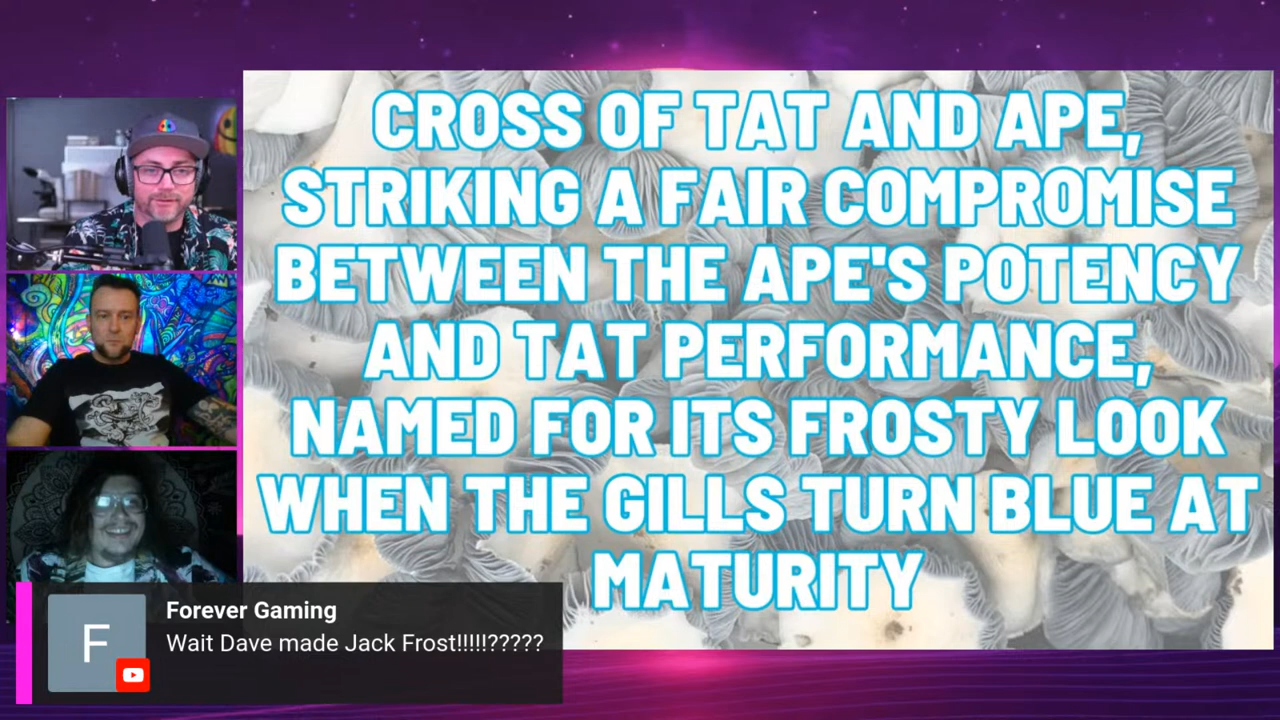 CROSS OF TAT AND APE,
STRIKING A FAIR COMPROMISE
BETWEEN THE APE'S POTENCY
AND TAT PERFORMANCE,
NAMED FOR ITS FROSTY LOOK
WHEN THE GILLS TURN BLUE AT
MATURITY
F
Forever Gaming
Wait Dave made Jack Frost!!!!!?????